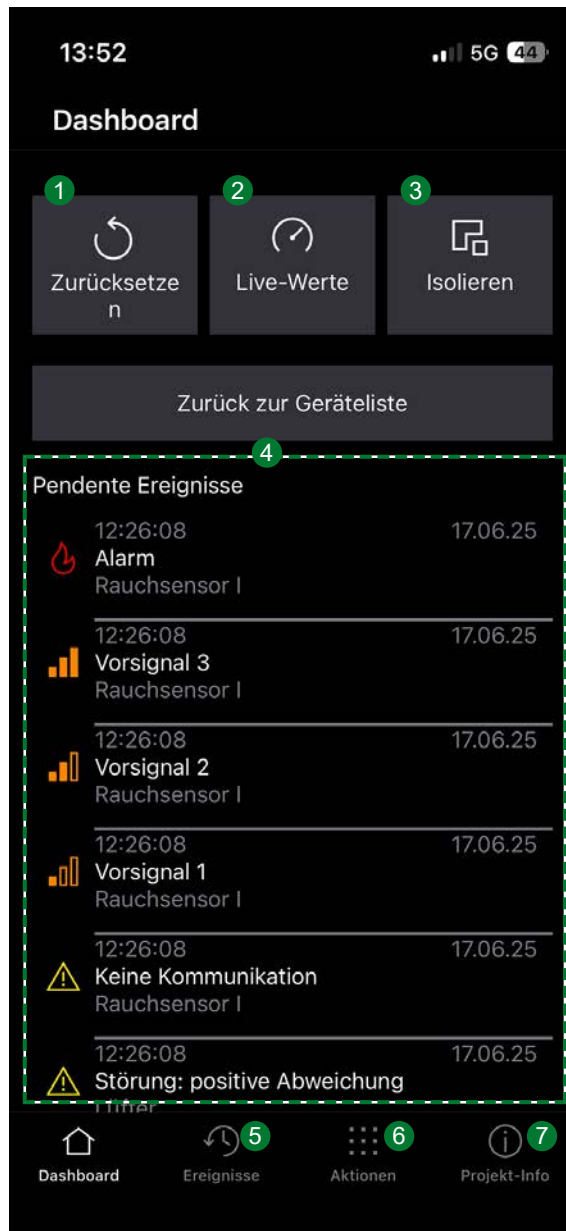 13:52
5G 44
Dashboard
1
2
3
Zurücksetze
n
Live-Werte
Isolieren
Zurück zur Geräteliste
4
Pendente Ereignisse
12:26:08 17.06.25
Alarm
Rauchsensor I
12:26:08 17.06.25
Vorsignal 3
Rauchsensor I
12:26:08 17.06.25
Vorsignal 2
Rauchsensor I
12:26:08 17.06.25
Vorsignal 1
Rauchsensor I
12:26:08 17.06.25
Keine Kommunikation
Rauchsensor I
12:26:08 17.06.25
Störung: positive Abweichung
Lüfter
5
6
7
Dashboard Ereignisse Aktionen Projekt-Info